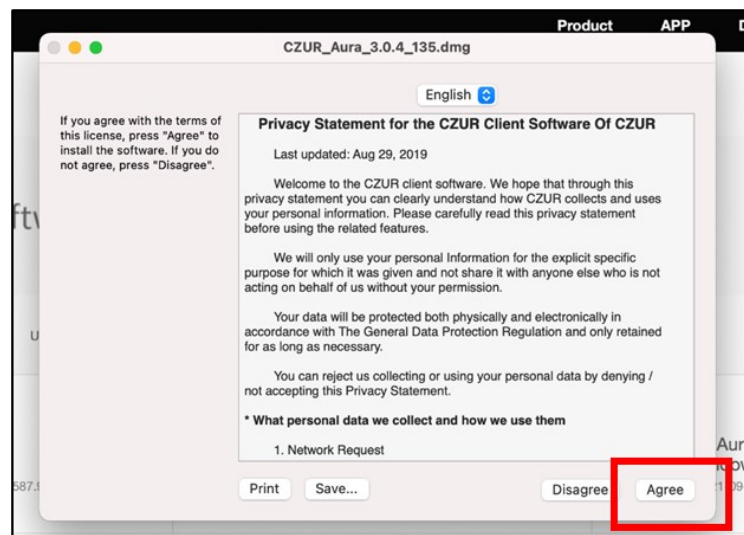 Product APP
CZUR_Aura_3.0.4_135.dmg
English
If you agree with the terms of
this license, press "Agree" to
install the software. If you do
not agree, press "Disagree".
Privacy Statement for the CZUR Client Software Of CZUR
Last updated: Aug 29, 2019
Welcome to the CZUR client software. We hope that through this
privacy statement you can clearly understand how CZUR collects and uses
your personal information. Please carefully read this privacy statement
before using the related features.
We will only use your personal Information for the explicit specific
purpose for which it was given and not share it with anyone else who is not
acting on behalf of us without your permission.
Your data will be protected both physically and electronically in
accordance with The General Data Protection Regulation and only retained
for as long as necessary.
You can reject us collecting or using your personal data by denying /
not accepting this Privacy Statement.
* What personal data we collect and how we use them
1. Network Request
Print Save... Disagree Agree